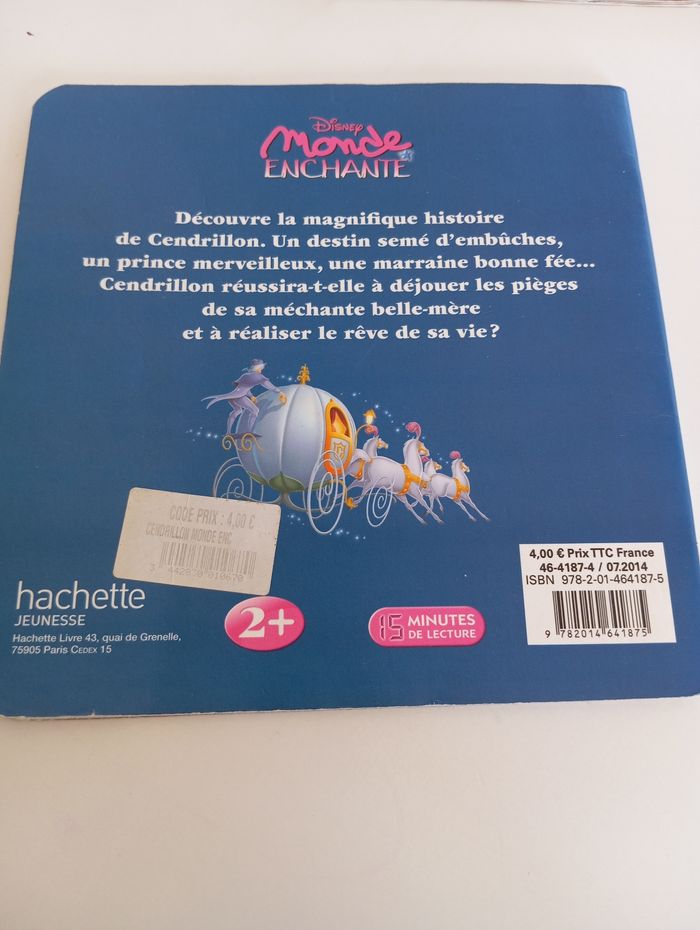 DISNEY
Monde
ENCHANTE
Découvre la magnifique histoire
de Cendrillon. Un destin semé d'embûches,
un prince merveilleux, une marraine bonne fée...
Cendrillon réussira-t-elle à déjouer les pièges
de sa méchante belle-mère
et à réaliser le rêve de sa vie ?
CODE PRIX : 4,00 €
CENDRILLON MONDE ENC
3 442870 010670
hachette
JEUNESSE
Hachette Livre 43, quai de Grenelle,
75905 Paris CEDEX 15
2+
15 MINUTES
DE LECTURE
4,00 € Prix TTC France
46-4187-4 / 07.2014
ISBN 978-2-01-464187-5
9 782014 641875